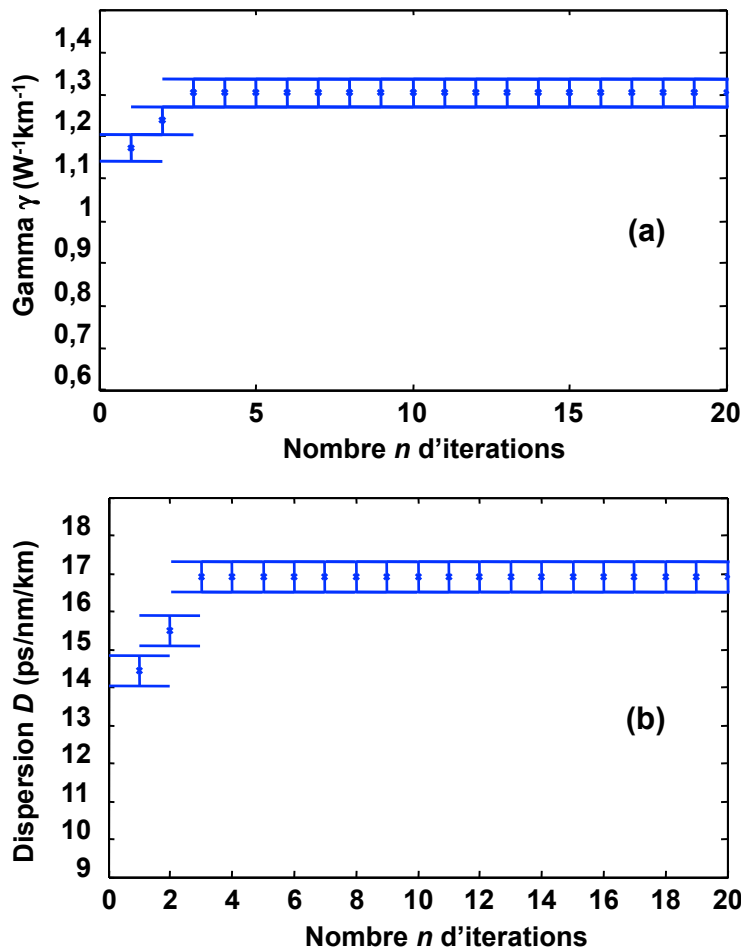 1,4
1,3
1,2
1,1
1
0,9
0,8
0,7
0,6
Gamma γ (W-1km-1)
(a)
0 5 10 15 20
Nombre n d'iterations
18
17
16
15
14
13
12
11
10
9
Dispersion D (ps/nm/km)
(b)
0 2 4 6 8 10 12 14 16 18 20
Nombre n d'iterations